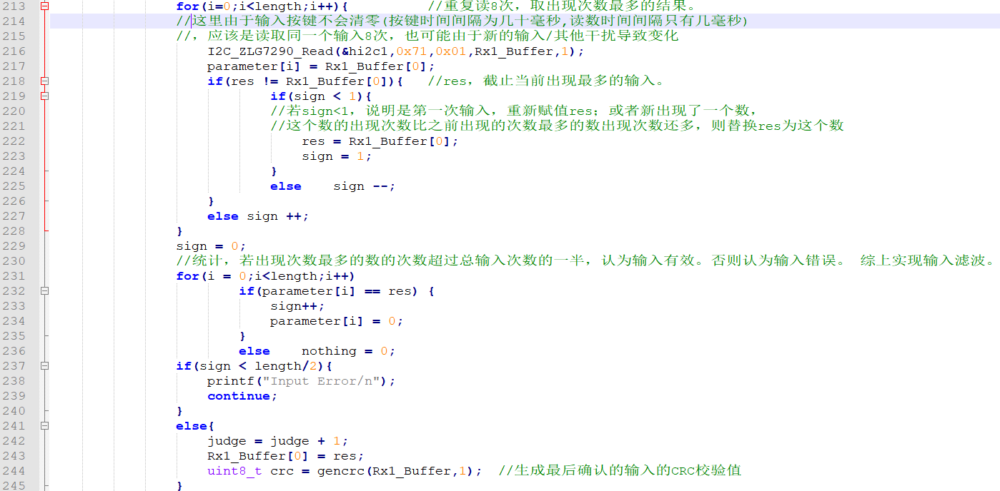 213 for(i=0;i<length;i++){ //重复读8次，取出现次数最多的结果。
214 //这里由于输入按键不会清零(按键时间间隔为几十毫秒,读数时间间隔只有几毫秒)
215 //，应该是读取同一个输入8次，也可能由于新的输入/其他干扰导致变化
216 I2C_ZLG7290_Read(&hi2c1,0x71,0x01,Rx1_Buffer,1);
217 parameter[i] = Rx1_Buffer[0];
218 if(res != Rx1_Buffer[0]){ //res，截止当前出现最多的输入。
219 if(sign < 1){
220 //若sign<1，说明是第一次输入，重新赋值res；或者新出现了一个数，
221 //这个数的出现次数比之前出现的次数最多的数出现次数还多，则替换res为这个数
222 res = Rx1_Buffer[0];
223 sign = 1;
224 }
225 else sign --;
226 }
227 else sign ++;
228 }
229 sign = 0;
230 //统计，若出现次数最多的数的次数超过总输入次数的一半，认为输入有效。否则认为输入错误。 综上实现输入滤波。
231 for(i = 0;i<length;i++)
232 if(parameter[i] == res) {
233 sign++;
234 parameter[i] = 0;
235 }
236 else nothing = 0;
237 if(sign < length/2){
238 printf("Input Error/n");
239 continue;
240 }
241 else{
242 judge = judge + 1;
243 Rx1_Buffer[0] = res;
244 uint8_t crc = gencrc(Rx1_Buffer,1); //生成最后确认的输入的CRC校验值
245 }